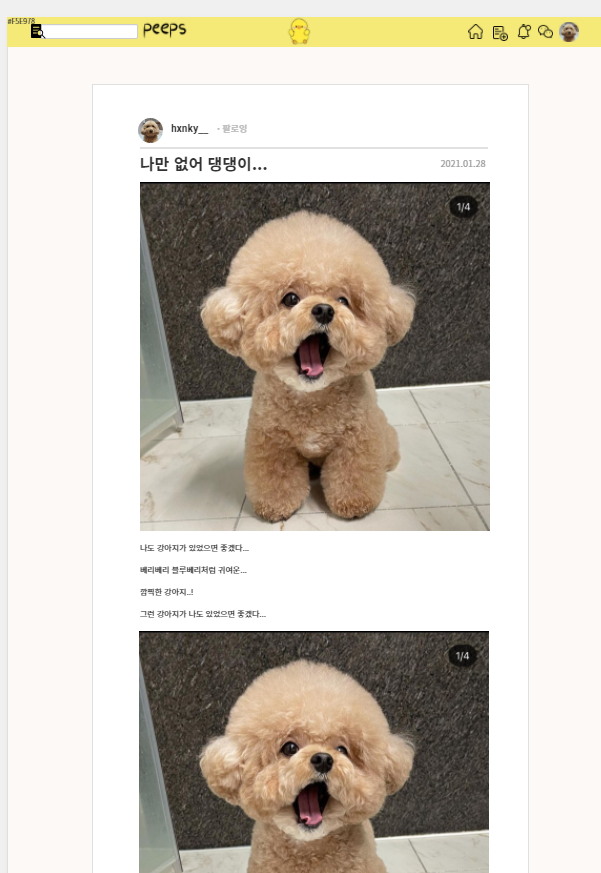 #F5E978
peeps
hxnky__ • 팔로잉
나만 없어 댕댕이...
2021.01.28
1/4
나도 강아지가 있었으면 좋겠다...
베리베리 블루베리처럼 귀여운...
깜찍한 강아지..!
그런 강아지가 나도 있었으면 좋겠다...
1/4